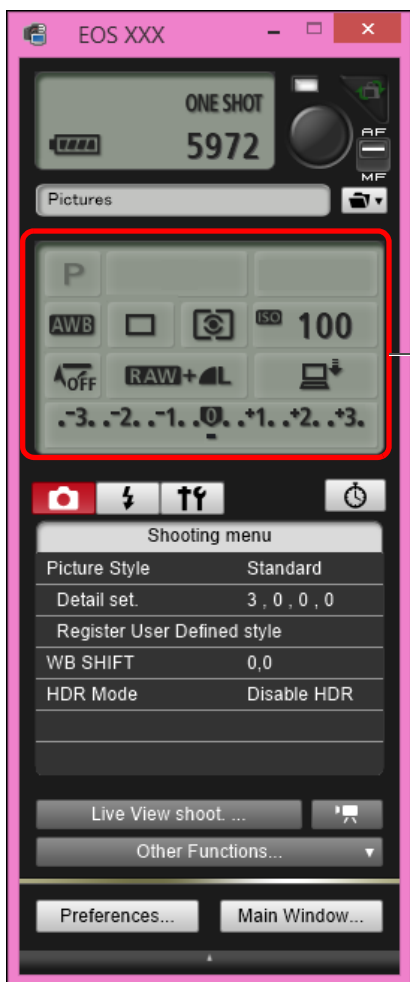 EOS XXX
ONE SHOT
5972
AF
MF
Pictures
P
AWB ISO 100
OFF RAW+L
.-3. .-2. .-1. .0. .+1. .+2. .+3.
Shooting menu
Picture Style Standard
Detail set. 3 , 0 , 0 , 0
Register User Defined style
WB SHIFT 0,0
HDR Mode Disable HDR
Live View shoot. ...
Other Functions...
Preferences... Main Window...